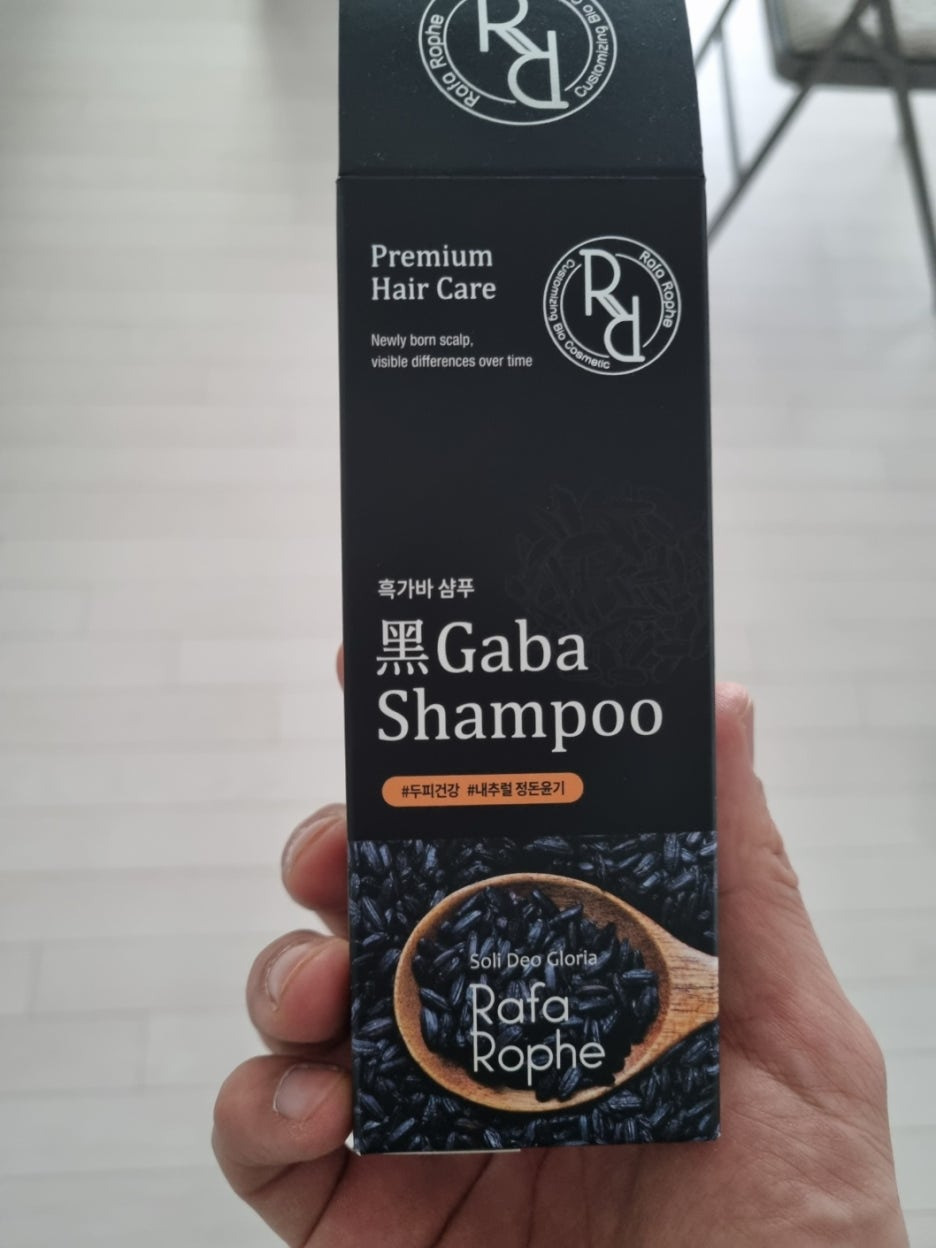 Rafa Rophe
Customizing Bio
RR
Premium
Hair Care
Newly born scalp,
visible differences over time
Rafa Rophe
Customizing Bio Cosmetic
RR
흑가바 샴푸
黑Gaba
Shampoo
#두피건강 #내추럴 정돈윤기
Soli Deo Gloria
Rafa
Rophe